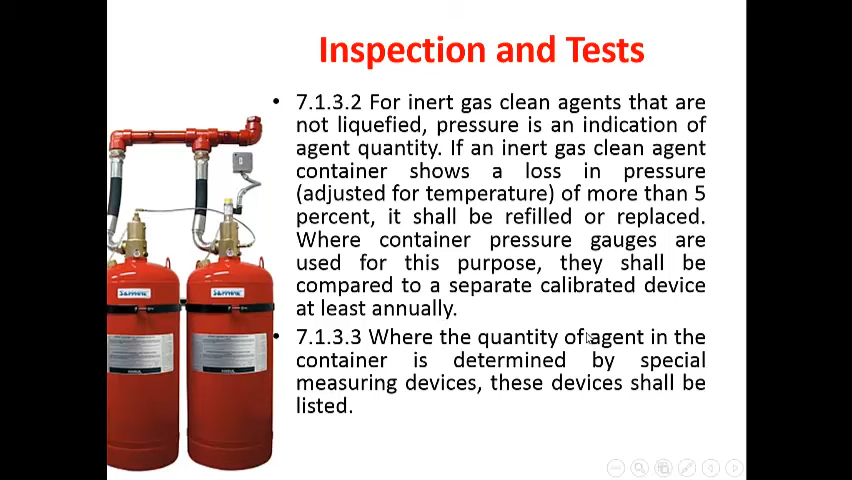 Inspection and Tests
• 7.1.3.2 For inert gas clean agents that are
not liquefied, pressure is an indication of
agent quantity. If an inert gas clean agent
container shows a loss in pressure
(adjusted for temperature) of more than 5
percent, it shall be refilled or replaced.
Where container pressure gauges are
used for this purpose, they shall be
compared to a separate calibrated device
at least annually.
• 7.1.3.3 Where the quantity of agent in the
container is determined by special
measuring devices, these devices shall be
listed.